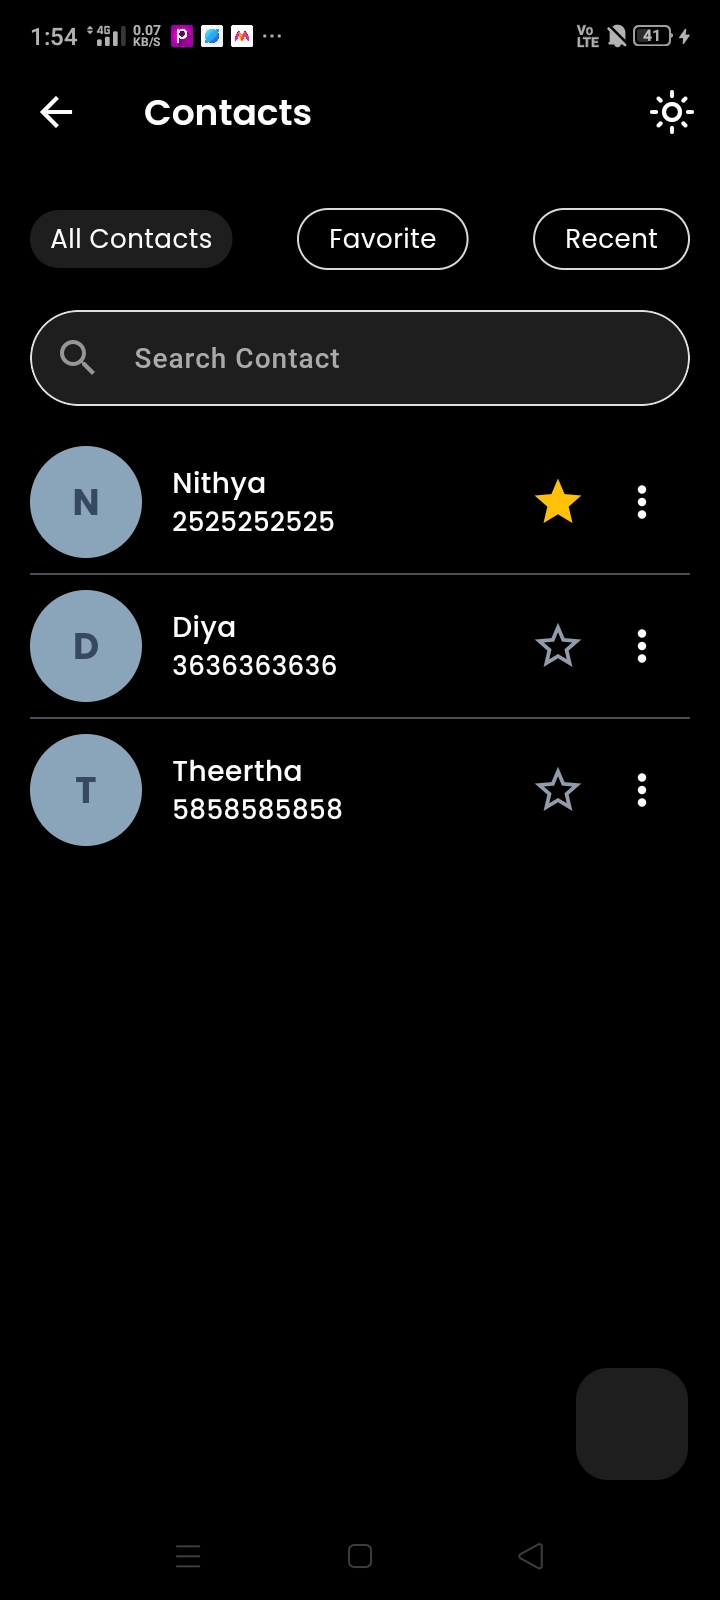 1:54 4G 0.07 KB/S Vo LTE 41
Contacts
All Contacts Favorite Recent
Search Contact
N Nithya
2525252525
D Diya
3636363636
T Theertha
5858585858